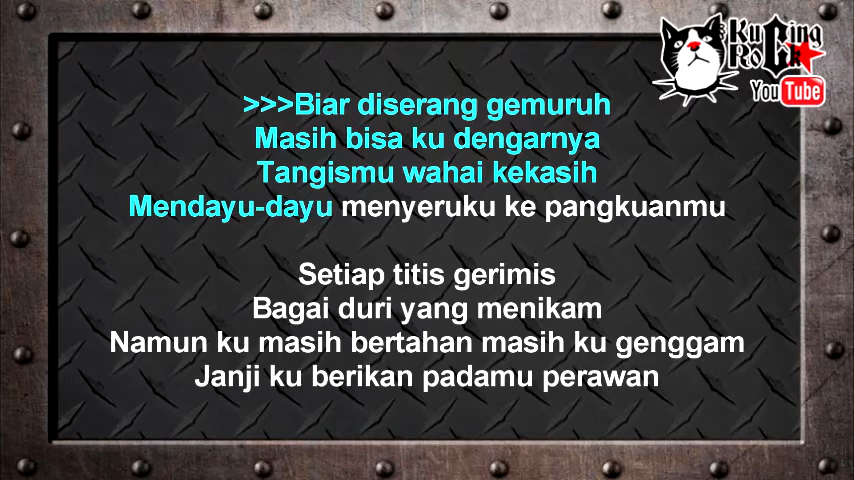 Kucing
Rock
YouTube
>>>Biar diserang gemuruh
Masih bisa ku dengarnya
Tangismu wahai kekasih
Mendayu-dayu menyeruku ke pangkuanmu
Setiap titis gerimis
Bagai duri yang menikam
Namun ku masih bertahan masih ku genggam
Janji ku berikan padamu perawan